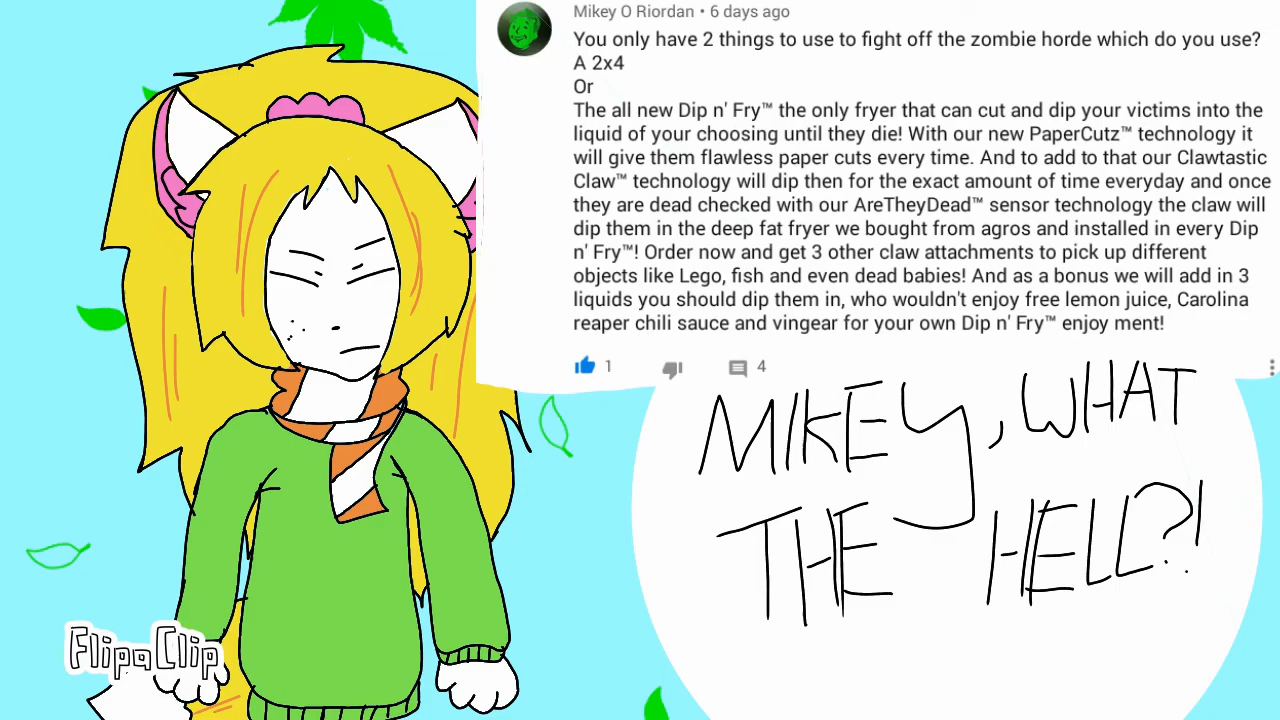 Mikey O Riordan • 6 days ago
You only have 2 things to use to fight off the zombie horde which do you use?
A 2x4
Or
The all new Dip n' Fry™ the only fryer that can cut and dip your victims into the
liquid of your choosing until they die! With our new PaperCutz™ technology it
will give them flawless paper cuts every time. And to add to that our Clawtastic
Claw™ technology will dip then for the exact amount of time everyday and once
they are dead checked with our AreTheyDead™ sensor technology the claw will
dip them in the deep fat fryer we bought from agros and installed in every Dip
n' Fry™! Order now and get 3 other claw attachments to pick up different
objects like Lego, fish and even dead babies! And as a bonus we will add in 3
liquids you should dip them in, who wouldn't enjoy free lemon juice, Carolina
reaper chili sauce and vingear for your own Dip n' Fry™ enjoy ment!
1 4
MIKEY, WHAT
THE HELL?!
FlipaClip